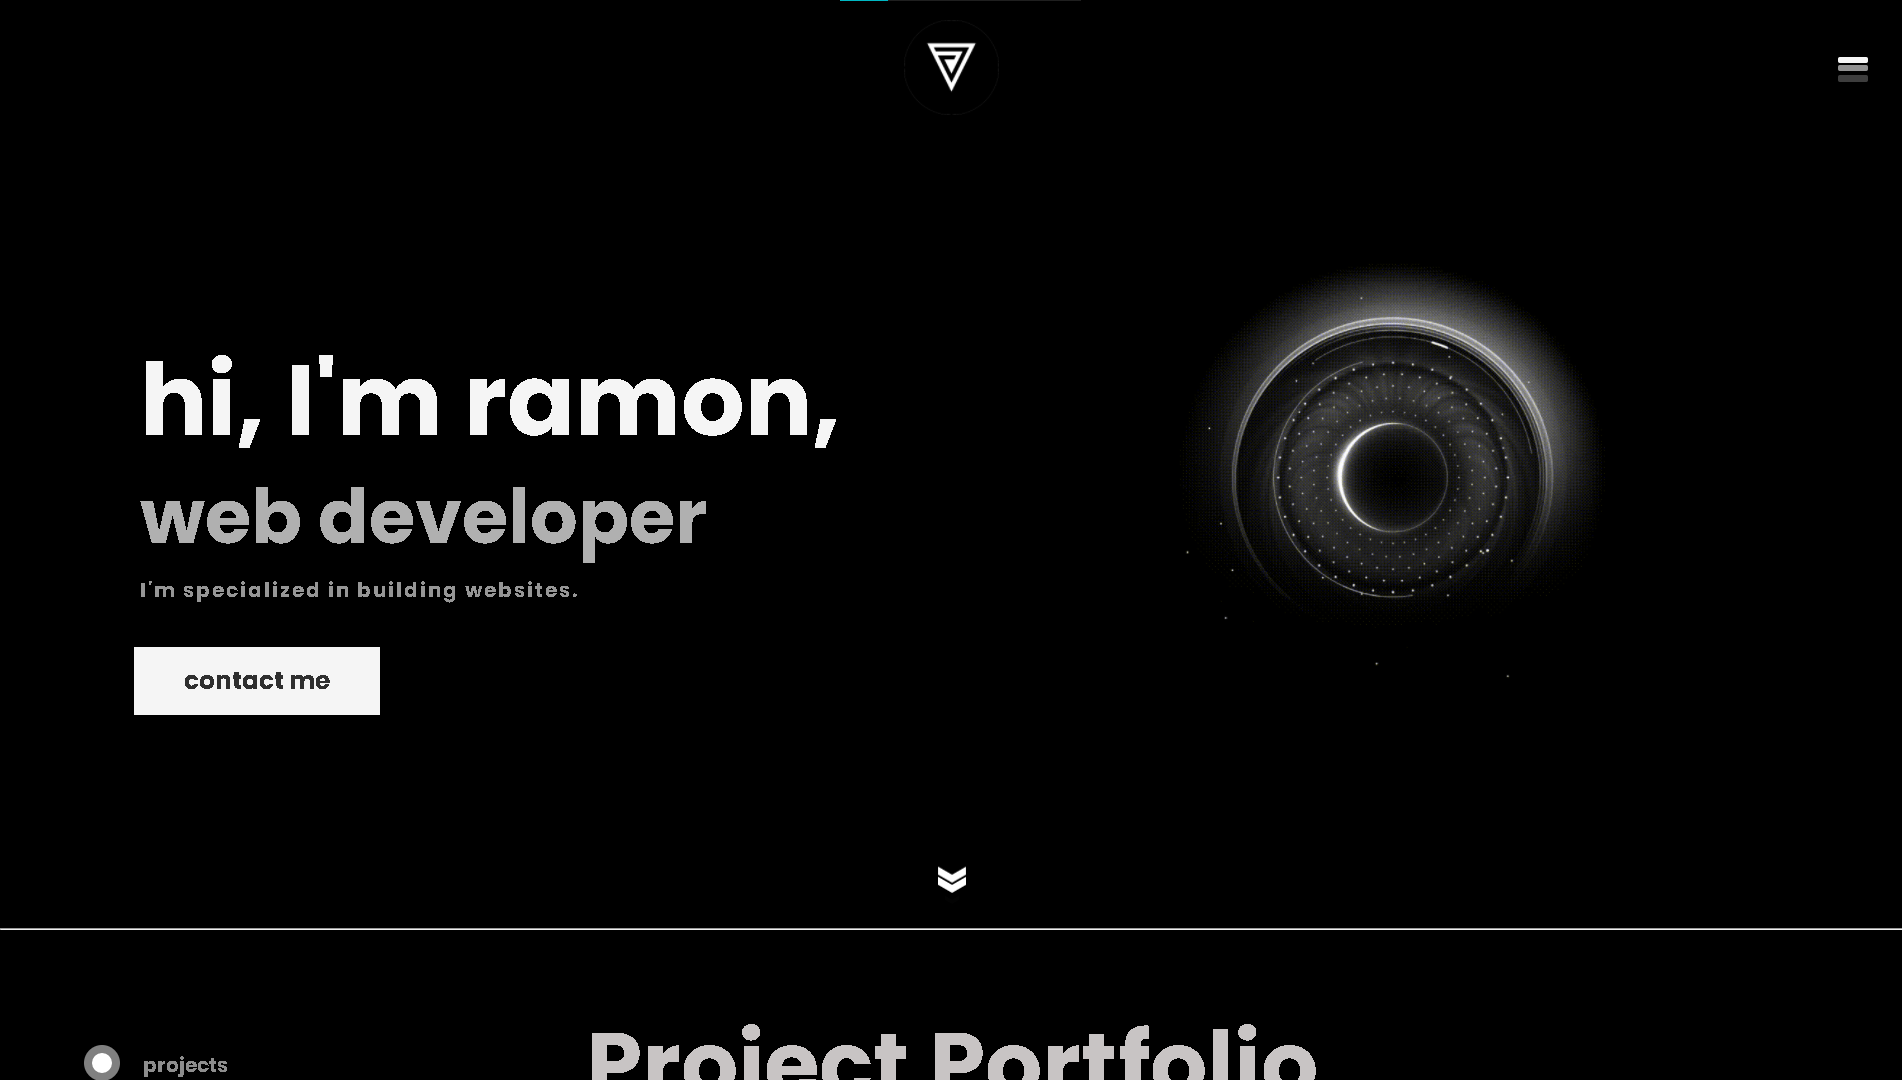 hi, I'm ramon,
web developer
I'm specialized in building websites.
contact me
projects
Project Portfolio